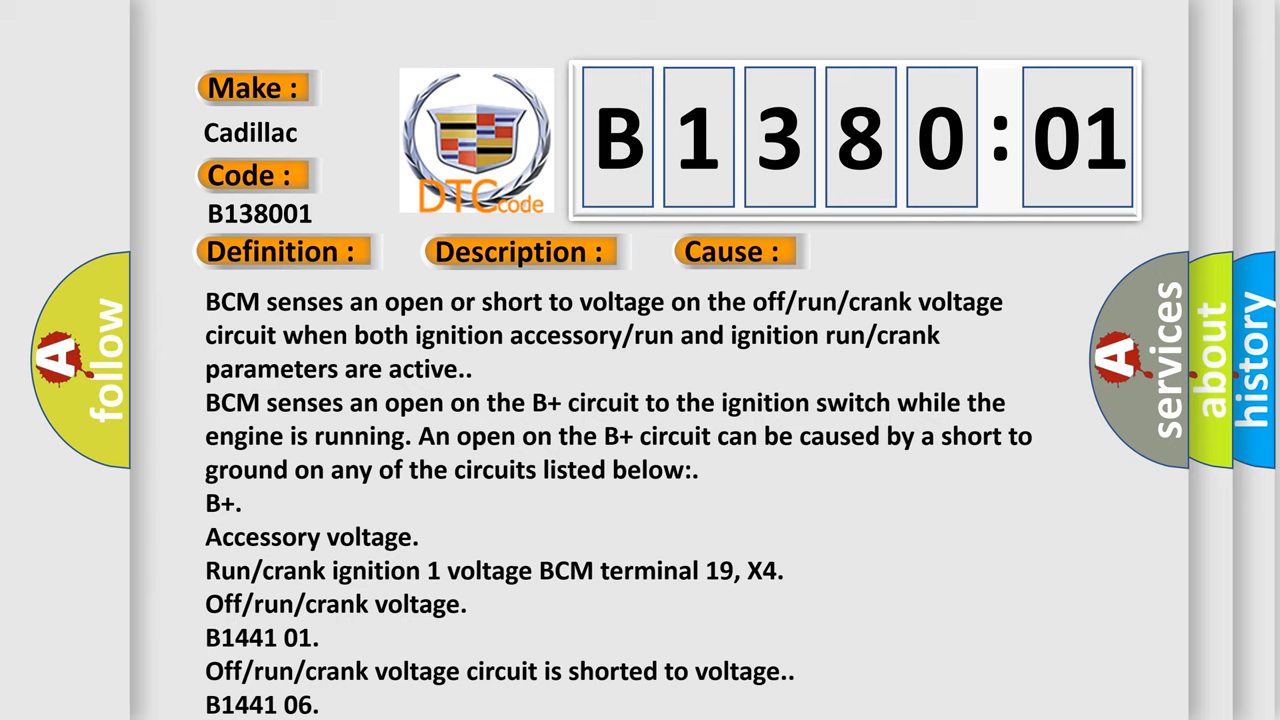 Make :
Cadillac
Code :
B138001
DTCcode
B 1 3 8 0 : 01
Definition :
Description :
Cause :
BCM senses an open or short to voltage on the off/run/crank voltage
circuit when both ignition accessory/run and ignition run/crank
parameters are active..
BCM senses an open on the B+ circuit to the ignition switch while the
engine is running. An open on the B+ circuit can be caused by a short to
ground on any of the circuits listed below:.
B+.
Accessory voltage.
Run/crank ignition 1 voltage BCM terminal 19, X4.
Off/run/crank voltage.
B1441 01.
Off/run/crank voltage circuit is shorted to voltage..
B1441 06.
A follow
A services
about
history